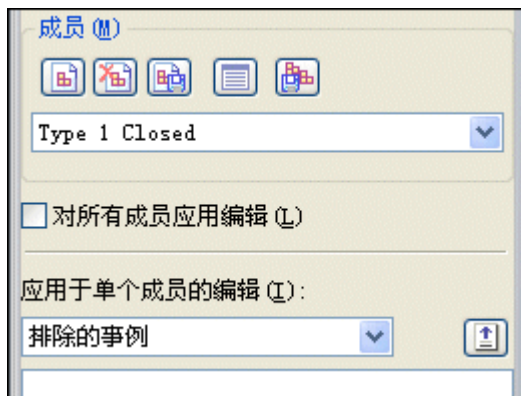 成员(M)
Type 1 Closed
对所有成员应用编辑(L)
应用于单个成员的编辑(I):
排除的事例